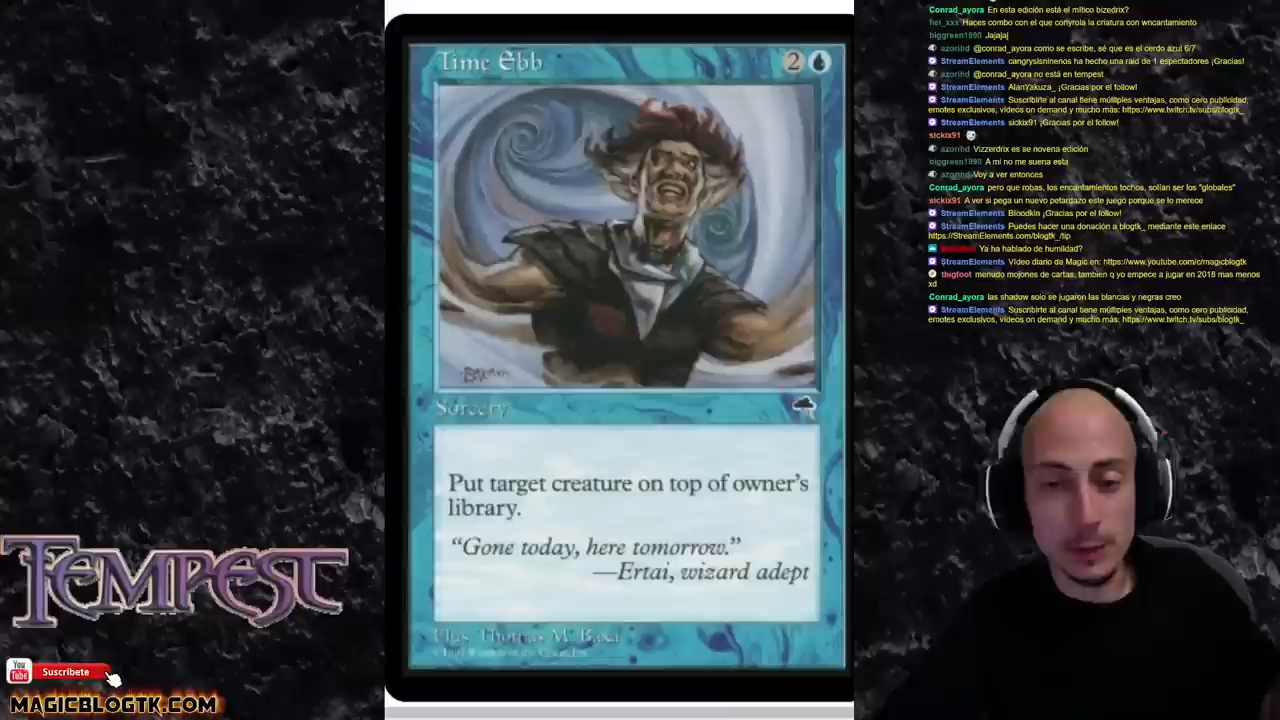 Time Ebb
2
Sorcery
Put target creature on top of owner's
library.
"Gone today, here tomorrow."
—Ertai, wizard adept
Illus. Thomas M. Baxa
TEMPEST
You
Tube
Suscribete
MAGICBLOGTK.COM
Conrad_ayora En esta edición está el mítico bizedrix?
fiel_xxx Haces combo con el que conyrola la criatura con wncantamiento
biggreen1990 Jajajaj
azorihd @conrad_ayora como se escribe, sé que es el cerdo azul 6/7
StreamElements cangrysisninenos ha hecho una raid de 1 espectadores ¡Gracias!
azorihd @conrad_ayora no está en tempest
StreamElements AlanYakuza_ ¡Gracias por el follow!
StreamElements Suscribirte al canal tiene múltiples ventajas, como cero publicidad,
emotes exclusivos, vídeos on demand y mucho más: https://www.twitch.tv/subs/blogtk_
StreamElements sickix91 ¡Gracias por el follow!
sickix91
azorihd Vizzerdrix es se novena edición
biggreen1990 A mi no me suena esta
azorihd Voy a ver entonces
Conrad_ayora pero que robas, los encantamientos tochos, solían ser los "globales"
sickix91 A ver si pega un nuevo petardazo este juego porque se lo merece
StreamElements Bloodkin ¡Gracias por el follow!
StreamElements Puedes hacer una donación a blogtk_ mediante este enlace
https://StreamElements.com/blogtk_/tip
Ya ha hablado de humildad?
StreamElements Vídeo diario de Magic en: https://www.youtube.com/c/magicblogtk
tbigfoot menudo mojones de cartas, tambien q yo empece a jugar en 2018 mas menos
xd
Conrad_ayora las shadow solo se jugaron las blancas y negras creo
StreamElements Suscribirte al canal tiene múltiples ventajas, como cero publicidad,
emotes exclusivos, vídeos on demand y mucho más: https://www.twitch.tv/subs/blogtk_